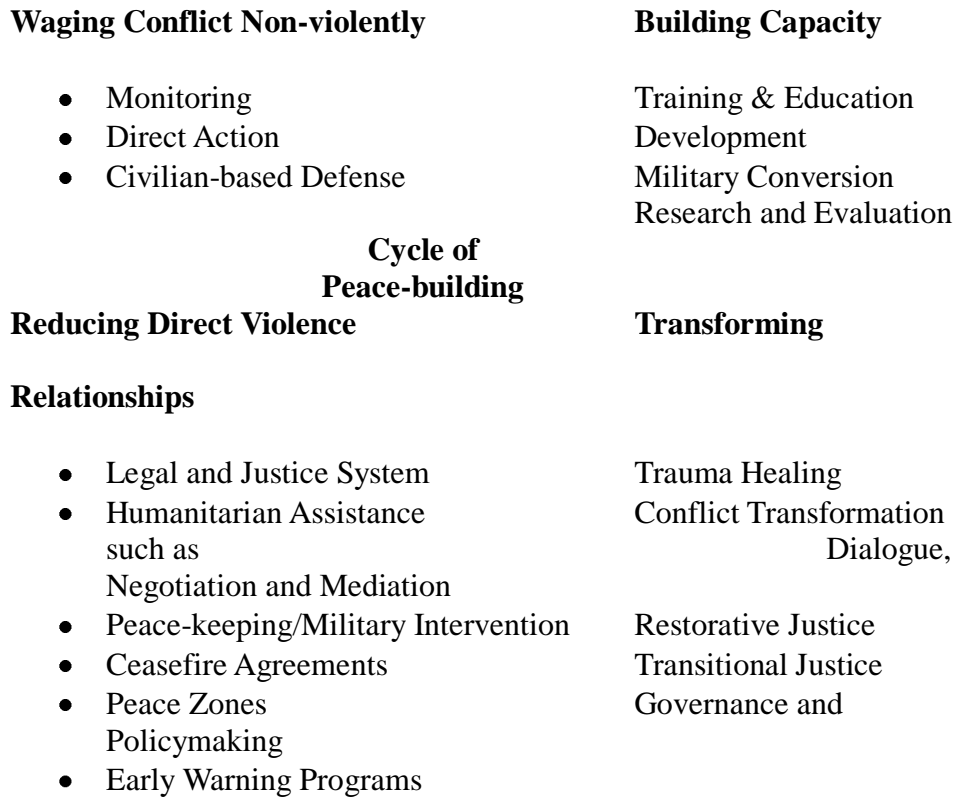 Waging Conflict Non-violently Building Capacity
• Monitoring Training & Education
• Direct Action Development
• Civilian-based Defense Military Conversion
Research and Evaluation
Cycle of
Peace-building
Reducing Direct Violence Transforming
Relationships
• Legal and Justice System Trauma Healing
• Humanitarian Assistance Conflict Transformation
such as Dialogue,
Negotiation and Mediation
• Peace-keeping/Military Intervention Restorative Justice
• Ceasefire Agreements Transitional Justice
• Peace Zones Governance and
Policymaking
• Early Warning Programs